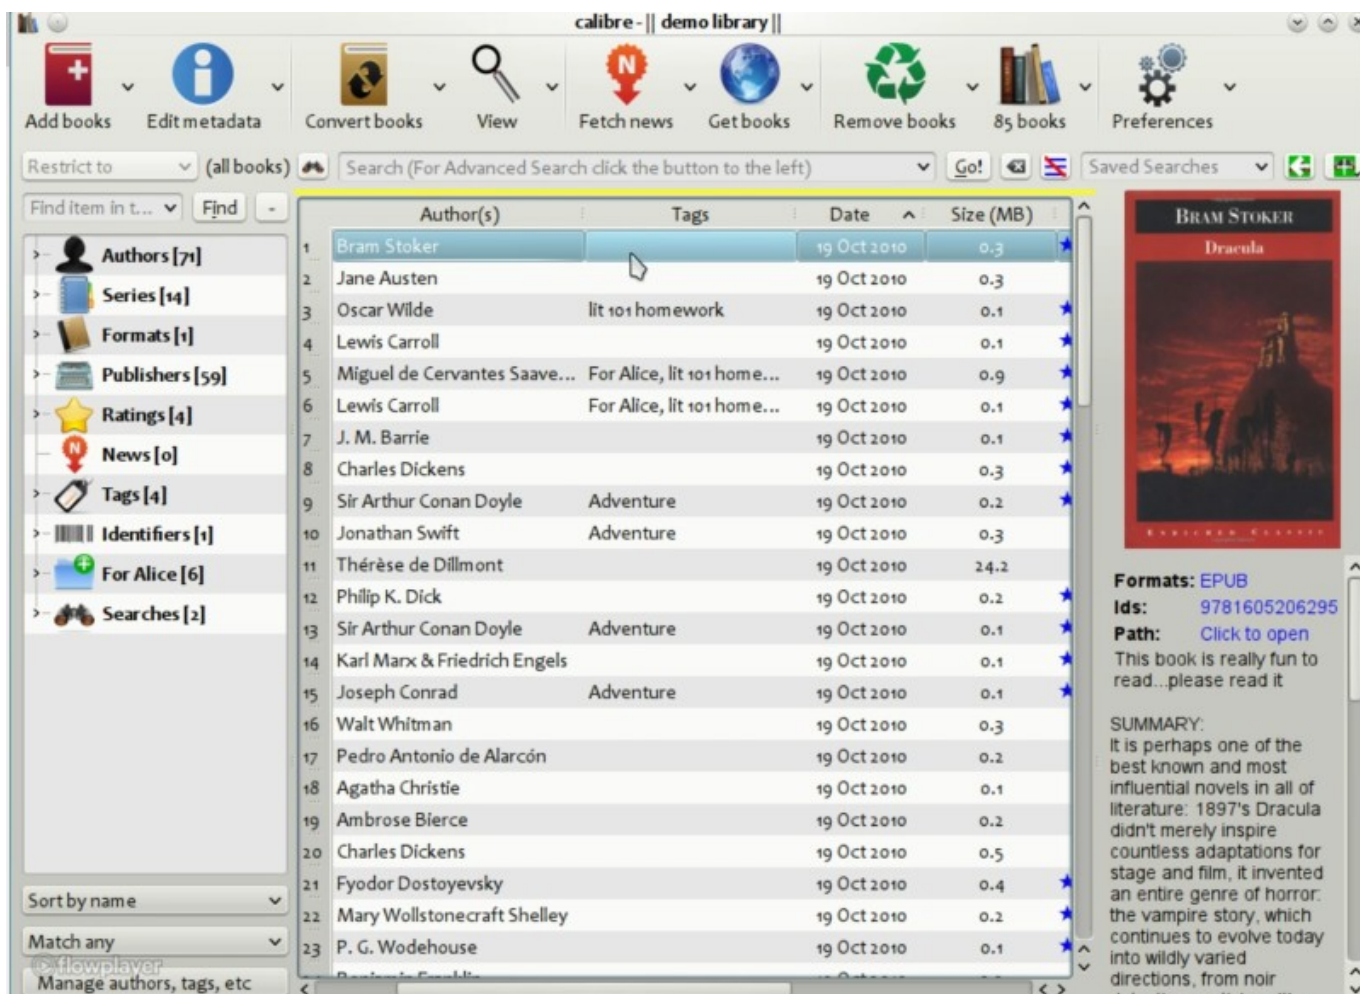 calibre - || demo library ||
Add books Edit metadata Convert books View Fetch news Get books Remove books 85 books Preferences
Restrict to (all books) Search (For Advanced Search click the button to the left) Go! Saved Searches
Find item in t... Find -
Authors [71]
Series [14]
Formats [1]
Publishers [59]
Ratings [4]
News [0]
Tags [4]
Identifiers [1]
For Alice [6]
Searches [2]
Sort by name
Match any
flowplayer
Manage authors, tags, etc
Author(s) Tags Date Size (MB)
1 Bram Stoker 19 Oct 2010 0.3
2 Jane Austen 19 Oct 2010 0.3
3 Oscar Wilde lit 101 homework 19 Oct 2010 0.1
4 Lewis Carroll 19 Oct 2010 0.1
5 Miguel de Cervantes Saave... For Alice, lit 101 home... 19 Oct 2010 0.9
6 Lewis Carroll For Alice, lit 101 home... 19 Oct 2010 0.1
7 J. M. Barrie 19 Oct 2010 0.1
8 Charles Dickens 19 Oct 2010 0.3
9 Sir Arthur Conan Doyle Adventure 19 Oct 2010 0.2
10 Jonathan Swift Adventure 19 Oct 2010 0.3
11 Thérèse de Dillmont 19 Oct 2010 24.2
12 Philip K. Dick 19 Oct 2010 0.2
13 Sir Arthur Conan Doyle Adventure 19 Oct 2010 0.1
14 Karl Marx & Friedrich Engels 19 Oct 2010 0.1
15 Joseph Conrad Adventure 19 Oct 2010 0.1
16 Walt Whitman 19 Oct 2010 0.3
17 Pedro Antonio de Alarcón 19 Oct 2010 0.2
18 Agatha Christie 19 Oct 2010 0.1
19 Ambrose Bierce 19 Oct 2010 0.2
20 Charles Dickens 19 Oct 2010 0.5
21 Fyodor Dostoyevsky 19 Oct 2010 0.4
22 Mary Wollstonecraft Shelley 19 Oct 2010 0.2
23 P. G. Wodehouse 19 Oct 2010 0.1
BRAM STOKER
Dracula
ENRICHED CLASSIC
Formats: EPUB
Ids: 9781605206295
Path: Click to open
This book is really fun to
read...please read it
SUMMARY:
It is perhaps one of the
best known and most
influential novels in all of
literature: 1897's Dracula
didn't merely inspire
countless adaptations for
stage and film, it invented
an entire genre of horror:
the vampire story, which
continues to evolve today
into wildly varied
directions, from noir